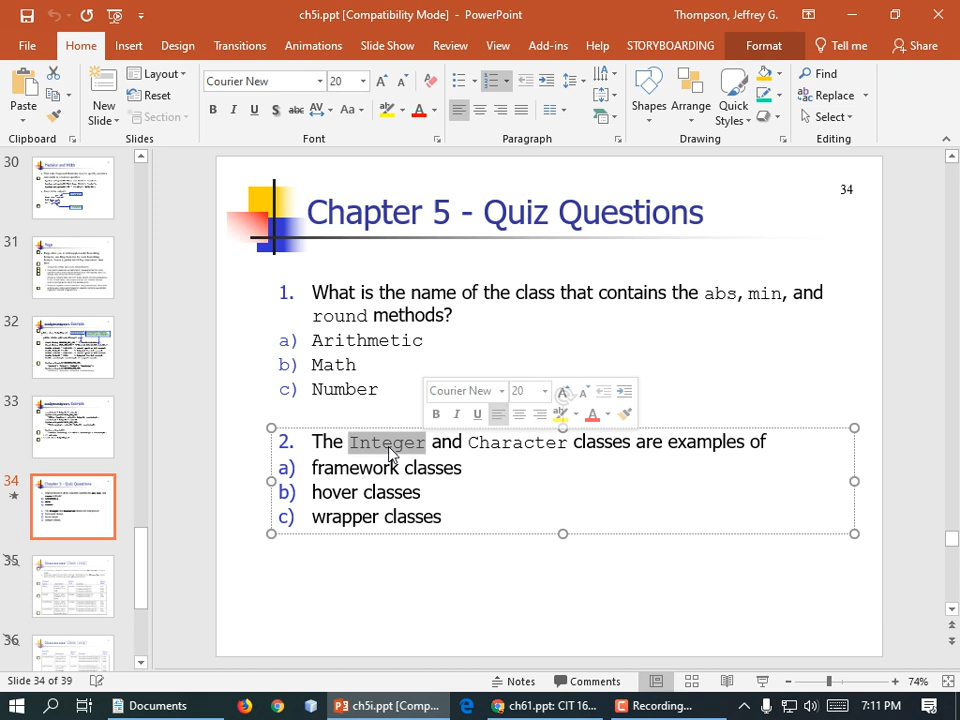 ch5i.ppt [Compatibility Mode] - PowerPoint
Thompson, Jeffrey G.
File Home Insert Design Transitions Animations Slide Show Review View Add-ins Help STORYBOARDING Format Tell me Share
Paste
New Slide
Layout
Reset
Section
Courier New 20
Shapes
Arrange
Quick Styles
Find
Replace
Select
Clipboard Slides Font Paragraph Drawing Editing
30
31
32
33
34
35
36
34
Chapter 5 - Quiz Questions
1. What is the name of the class that contains the abs, min, and
round methods?
a) Arithmetic
b) Math
c) Number
Courier New 20
2. The Integer and Character classes are examples of
a) framework classes
b) hover classes
c) wrapper classes
Slide 34 of 39
Notes Comments 74%
Documents ch5i.ppt [Comp... ch61.ppt: CIT 16... Recording... 7:11 PM